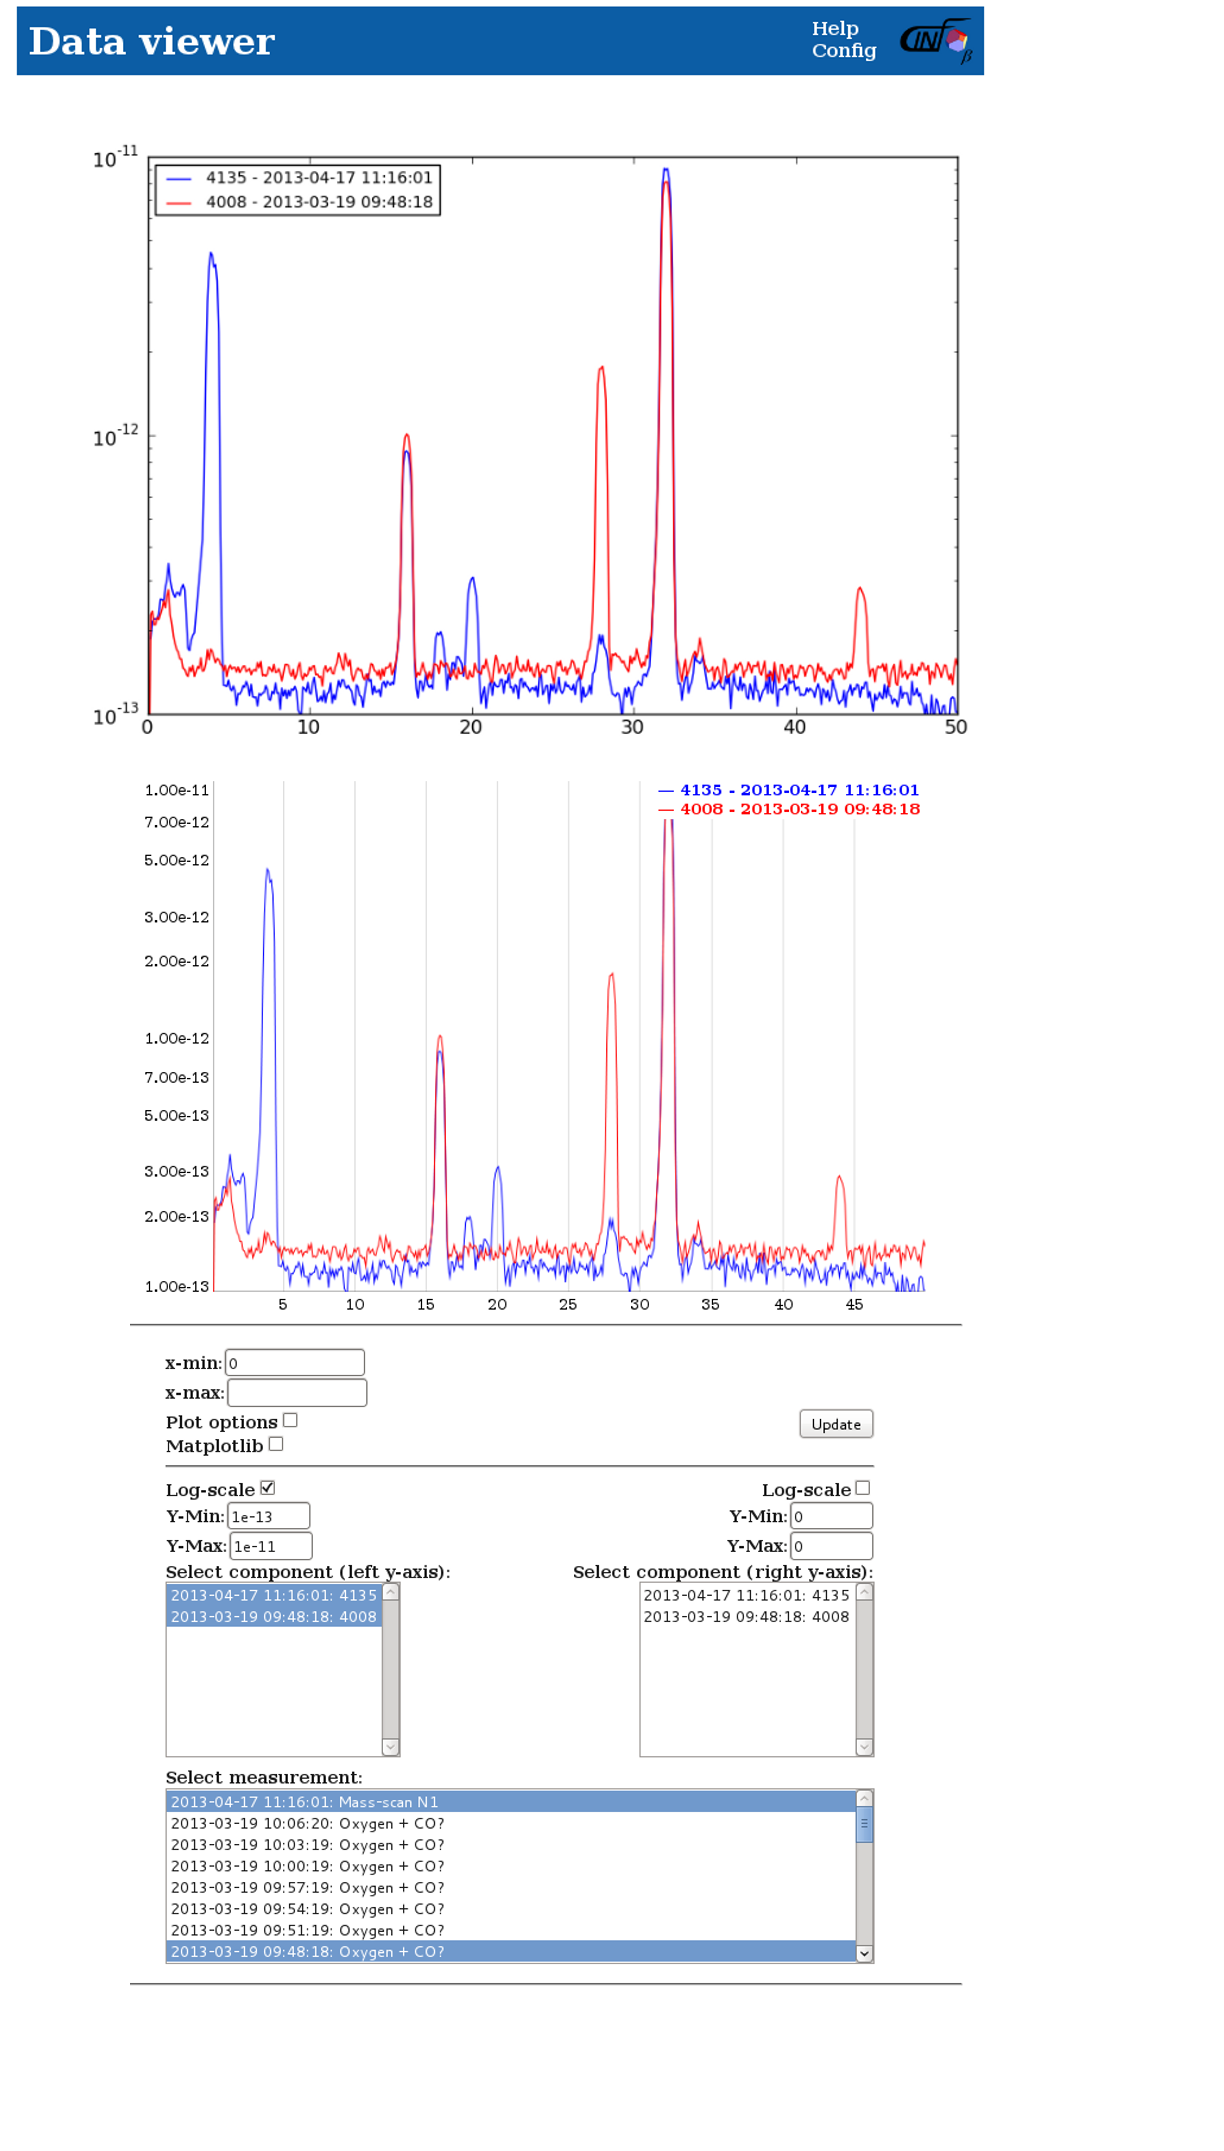 Data viewer
Help
Config
CINF
β
10^-11
4135 - 2013-04-17 11:16:01
4008 - 2013-03-19 09:48:18
10^-12
10^-13
0 10 20 30 40 50
1.00e-11
4135 - 2013-04-17 11:16:01
4008 - 2013-03-19 09:48:18
7.00e-12
5.00e-12
3.00e-12
2.00e-12
1.00e-12
7.00e-13
5.00e-13
3.00e-13
2.00e-13
1.00e-13
5 10 15 20 25 30 35 40 45
x-min: 0
x-max:
Plot options
Update
Matplotlib
Log-scale Log-scale
Y-Min: 1e-13 Y-Min: 0
Y-Max: 1e-11 Y-Max: 0
Select component (left y-axis): Select component (right y-axis):
2013-04-17 11:16:01: 4135 2013-04-17 11:16:01: 4135
2013-03-19 09:48:18: 4008 2013-03-19 09:48:18: 4008
Select measurement:
2013-04-17 11:16:01: Mass-scan N1
2013-03-19 10:06:20: Oxygen + CO?
2013-03-19 10:03:19: Oxygen + CO?
2013-03-19 10:00:19: Oxygen + CO?
2013-03-19 09:57:19: Oxygen + CO?
2013-03-19 09:54:19: Oxygen + CO?
2013-03-19 09:51:19: Oxygen + CO?
2013-03-19 09:48:18: Oxygen + CO?